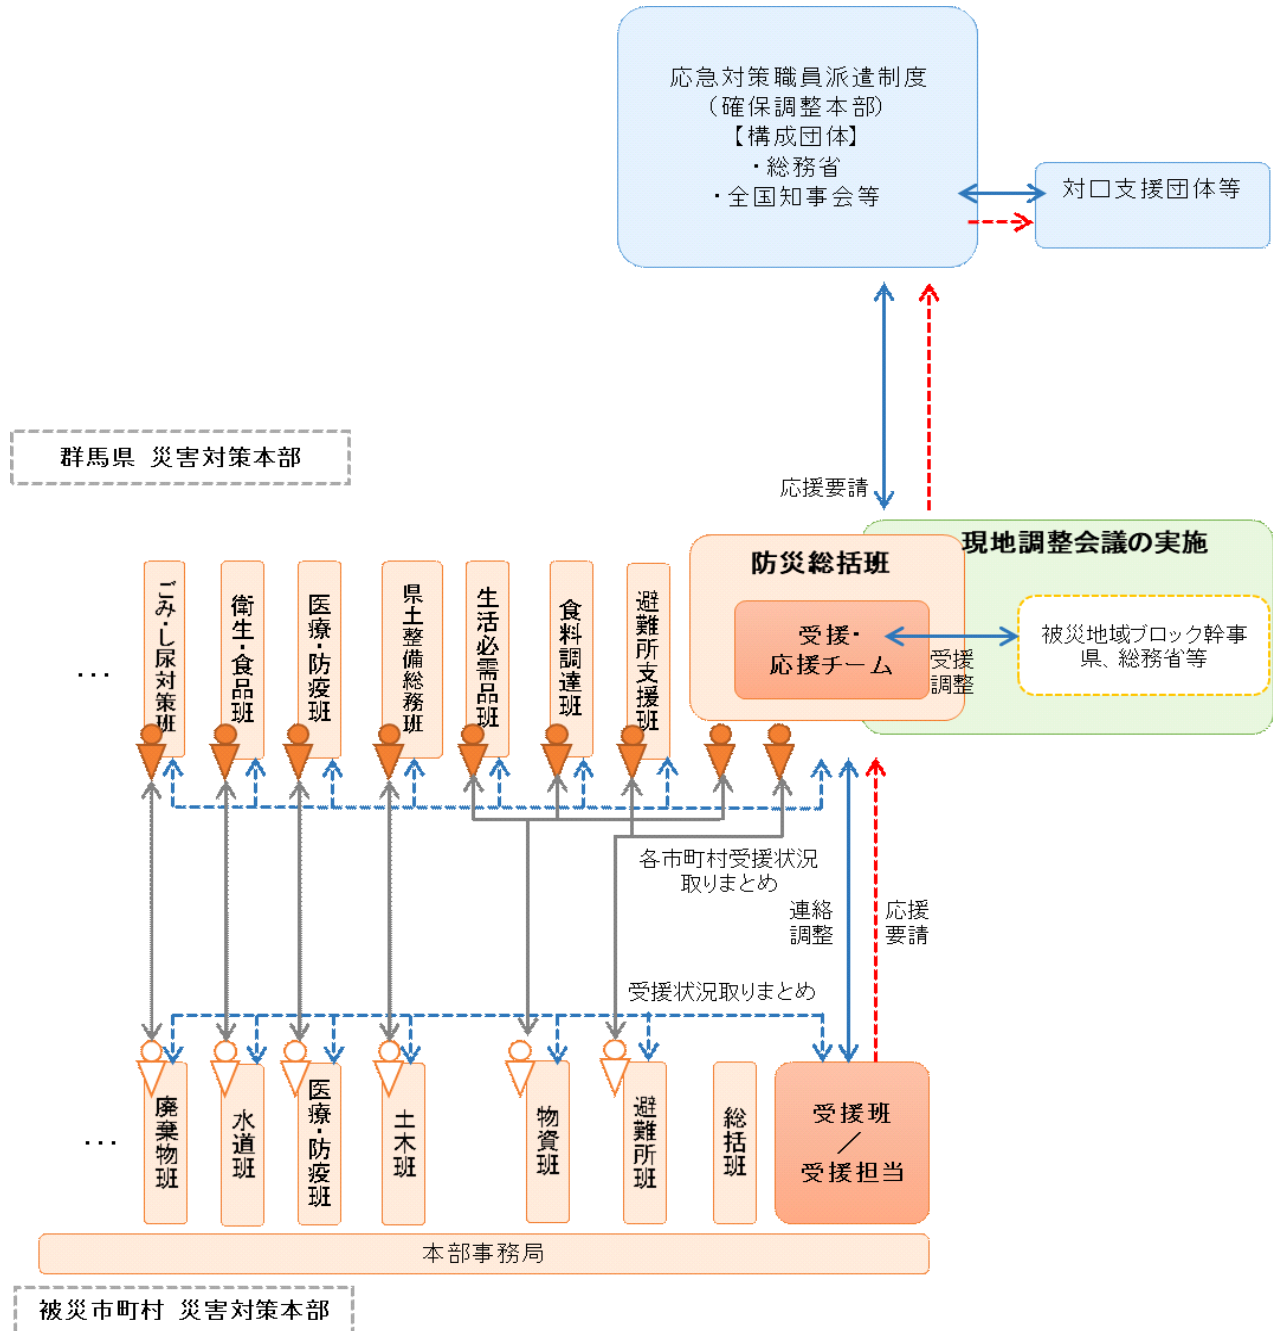 応急対策職員派遣制度
（確保調整本部）
【構成団体】
・総務省
・全国知事会等
対口支援団体等
群馬県 災害対策本部
応援要請
現地調整会議の実施
防災総括班
受援・
応援チーム
受援
調整
被災地域ブロック幹事
県、総務省等
…
ごみ・し尿対策班
衛生・食品班
医療・防疫班
県土整備総務班
生活必需品班
食料調達班
避難所支援班
各市町村受援状況
取りまとめ
連絡
調整
応援
要請
受援状況取りまとめ
…
廃棄物班
水道班
医療・防疫班
土木班
物資班
避難所班
総括班
受援班
／
受援担当
本部事務局
被災市町村 災害対策本部